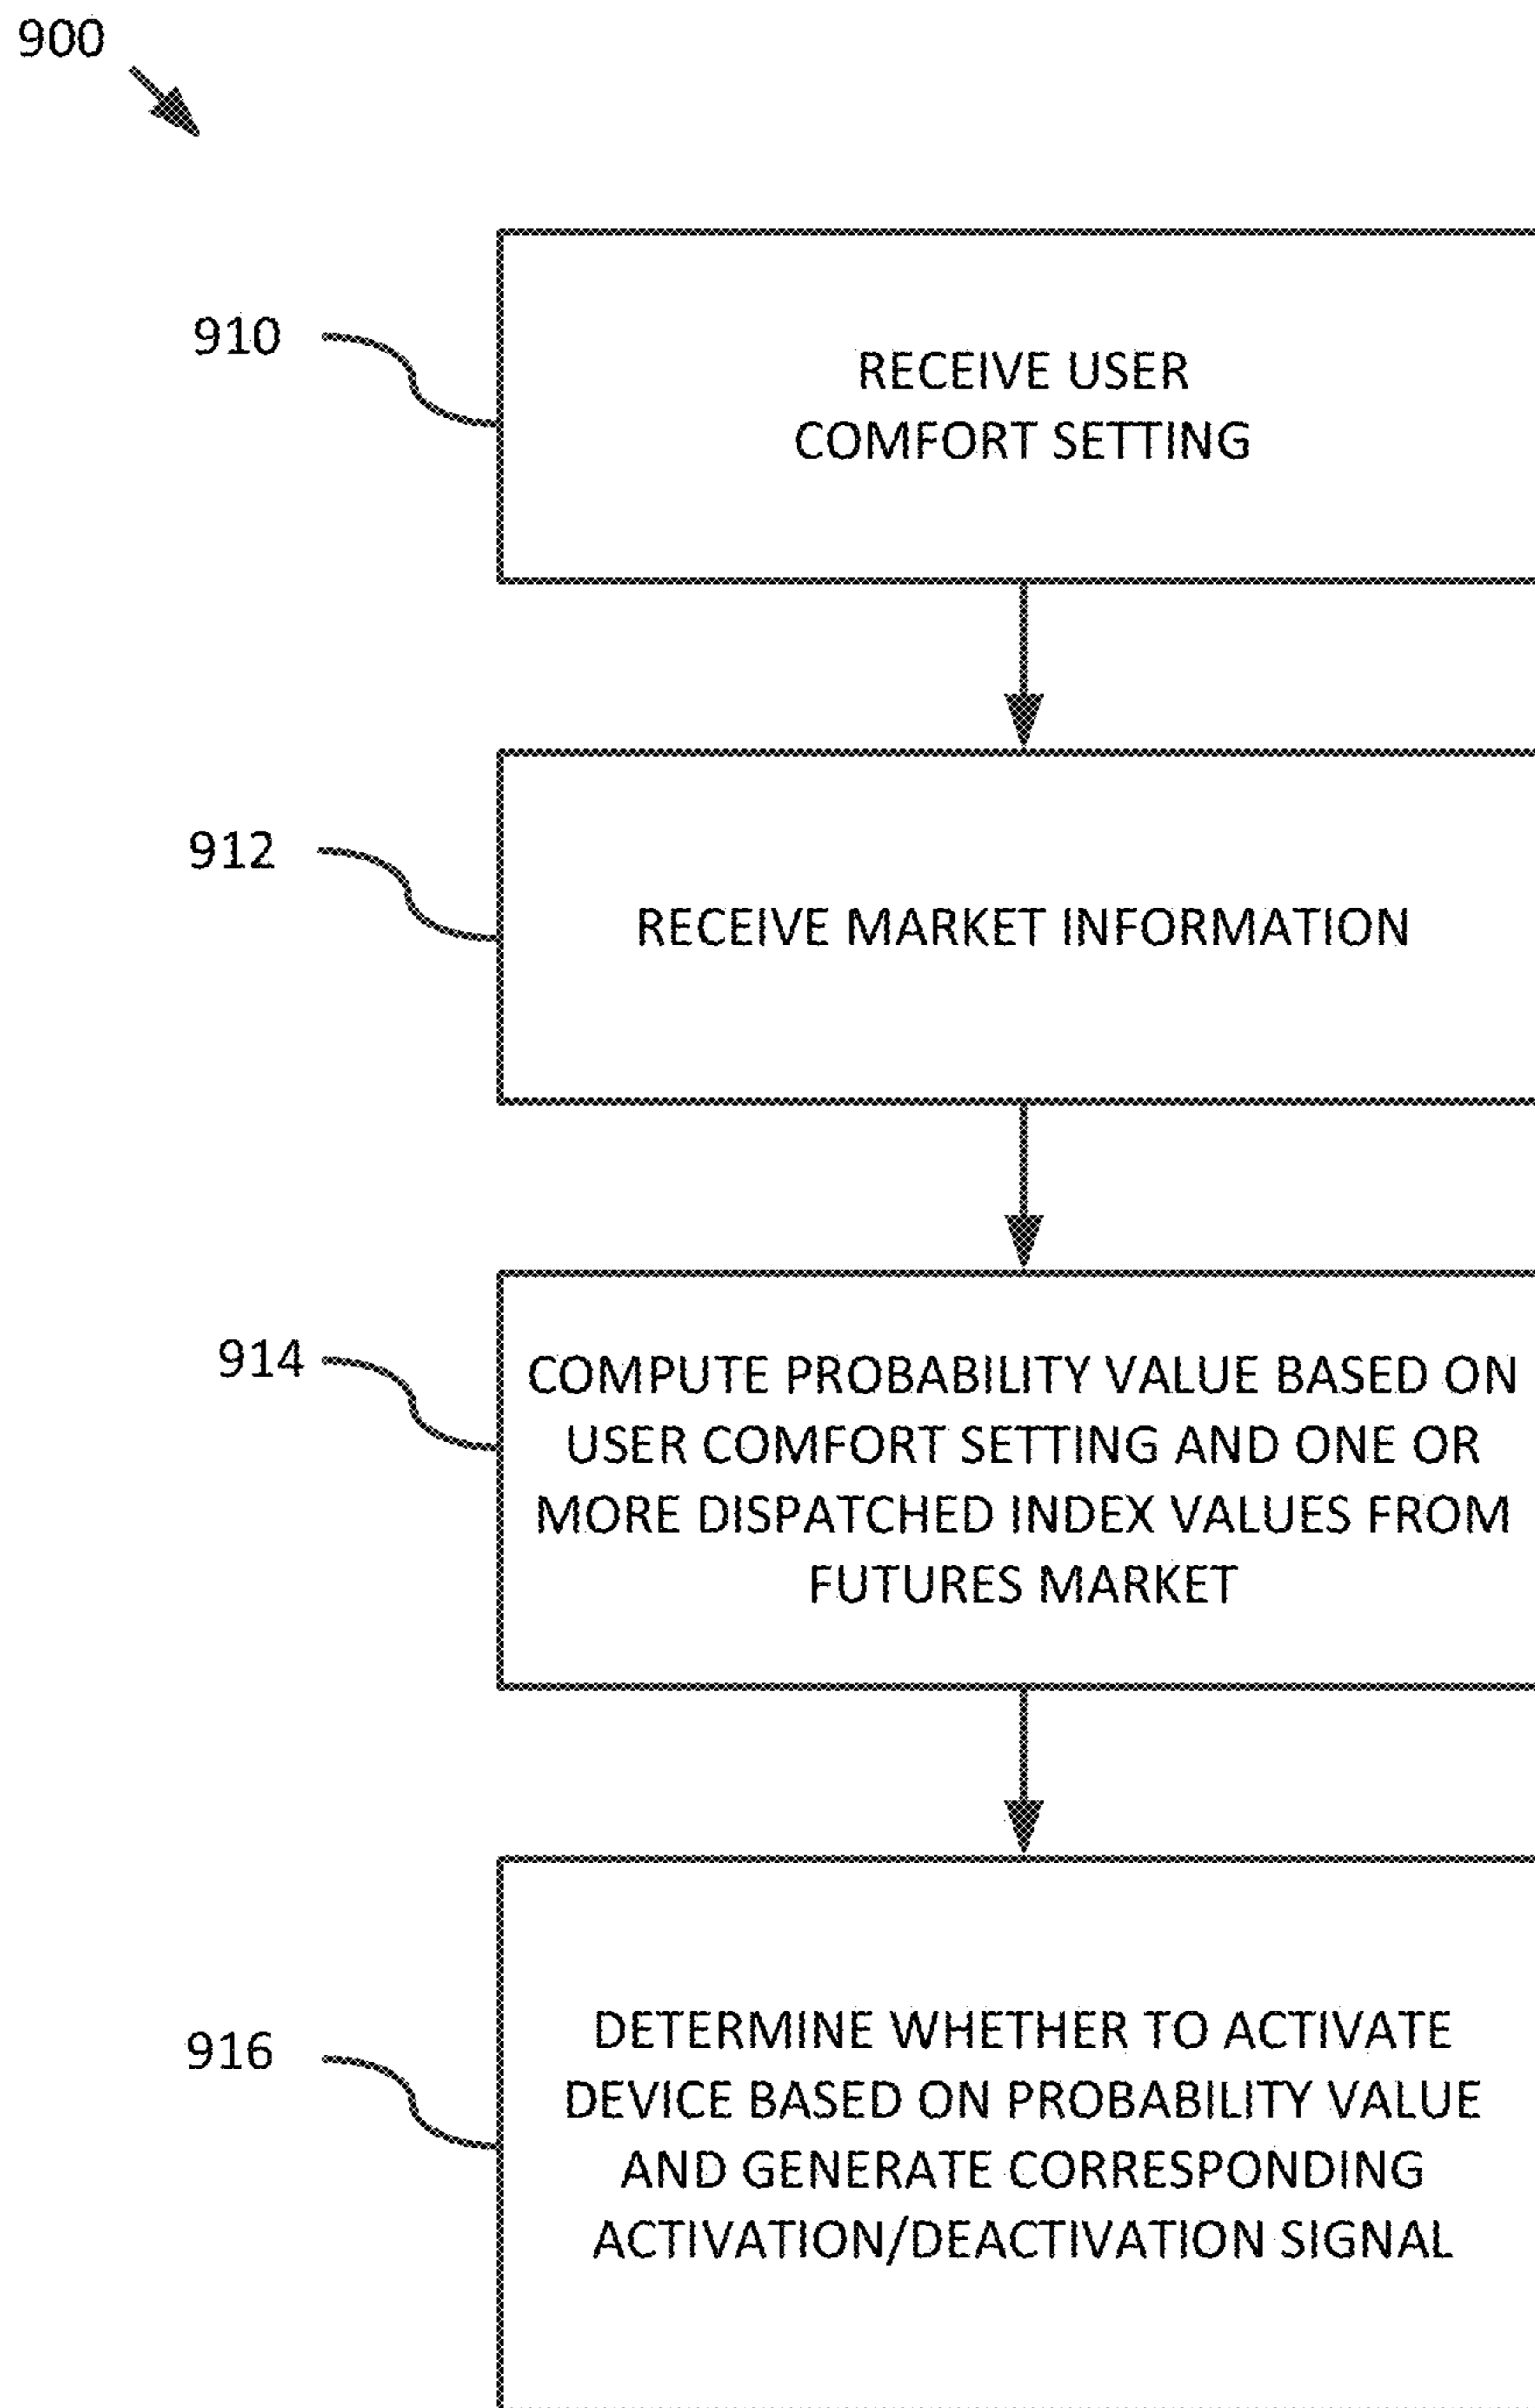 900
910
RECEIVE USER
COMFORT SETTING
912
RECEIVE MARKET INFORMATION
914
COMPUTE PROBABILITY VALUE BASED ON
USER COMFORT SETTING AND ONE OR
MORE DISPATCHED INDEX VALUES FROM
FUTURES MARKET
916
DETERMINE WHETHER TO ACTIVATE
DEVICE BASED ON PROBABILITY VALUE
AND GENERATE CORRESPONDING
ACTIVATION/DEACTIVATION SIGNAL